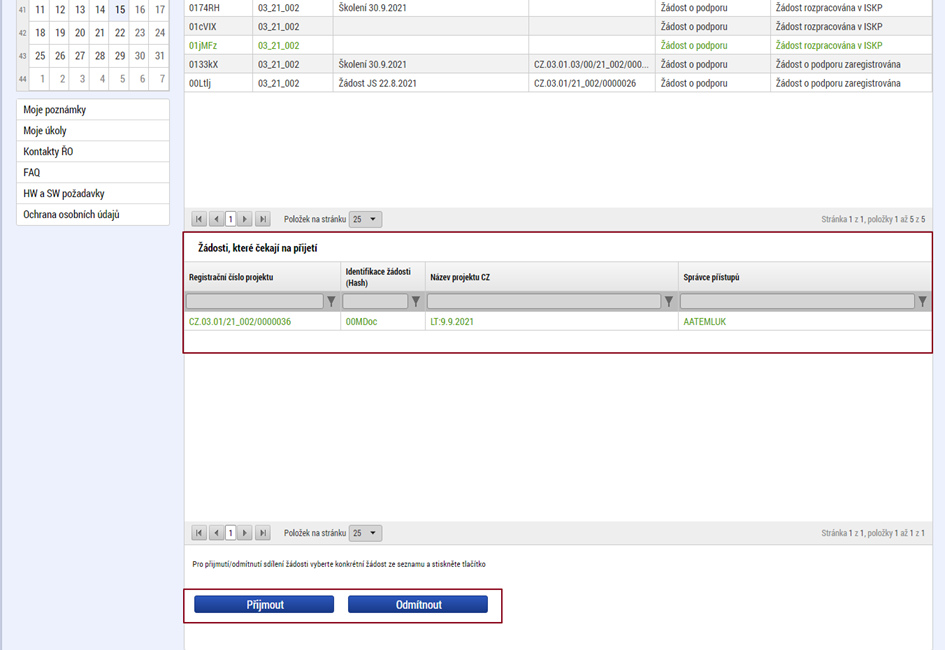 41 11 12 13 14 15 16 17
42 18 19 20 21 22 23 24
43 25 26 27 28 29 30 31
44 1 2 3 4 5 6 7
Moje poznámky
Moje úkoly
Kontakty ŘO
FAQ
HW a SW požadavky
Ochrana osobních údajů
0174RH 03_21_002 Školení 30.9.2021 Žádost o podporu Žádost rozpracována v ISKP
01cVIX 03_21_002 Žádost o podporu Žádost rozpracována v ISKP
01jMFz 03_21_002 Žádost o podporu Žádost rozpracována v ISKP
0133kX 03_21_002 Školení 30.9.2021 CZ.03.01.03/00/21_002/000... Žádost o podporu Žádost o podporu zaregistrována
00Ltlj 03_21_002 Žádost JS 22.8.2021 CZ.03.01/21_002/0000026 Žádost o podporu Žádost o podporu zaregistrována
1 Položek na stránku 25 Stránka 1 z 1, položky 1 až 5 z 5
Žádosti, které čekají na přijetí
Registrační číslo projektu Identifikace žádosti (Hash) Název projektu CZ Správce přístupů
CZ.03.01/21_002/0000036 00MDoc LT:9.9.2021 AATEMLUK
1 Položek na stránku 25 Stránka 1 z 1, položky 1 až 1 z 1
Pro přijmutí/odmítnutí sdílení žádosti vyberte konkrétní žádost ze seznamu a stiskněte tlačítko
Přijmout Odmítnout